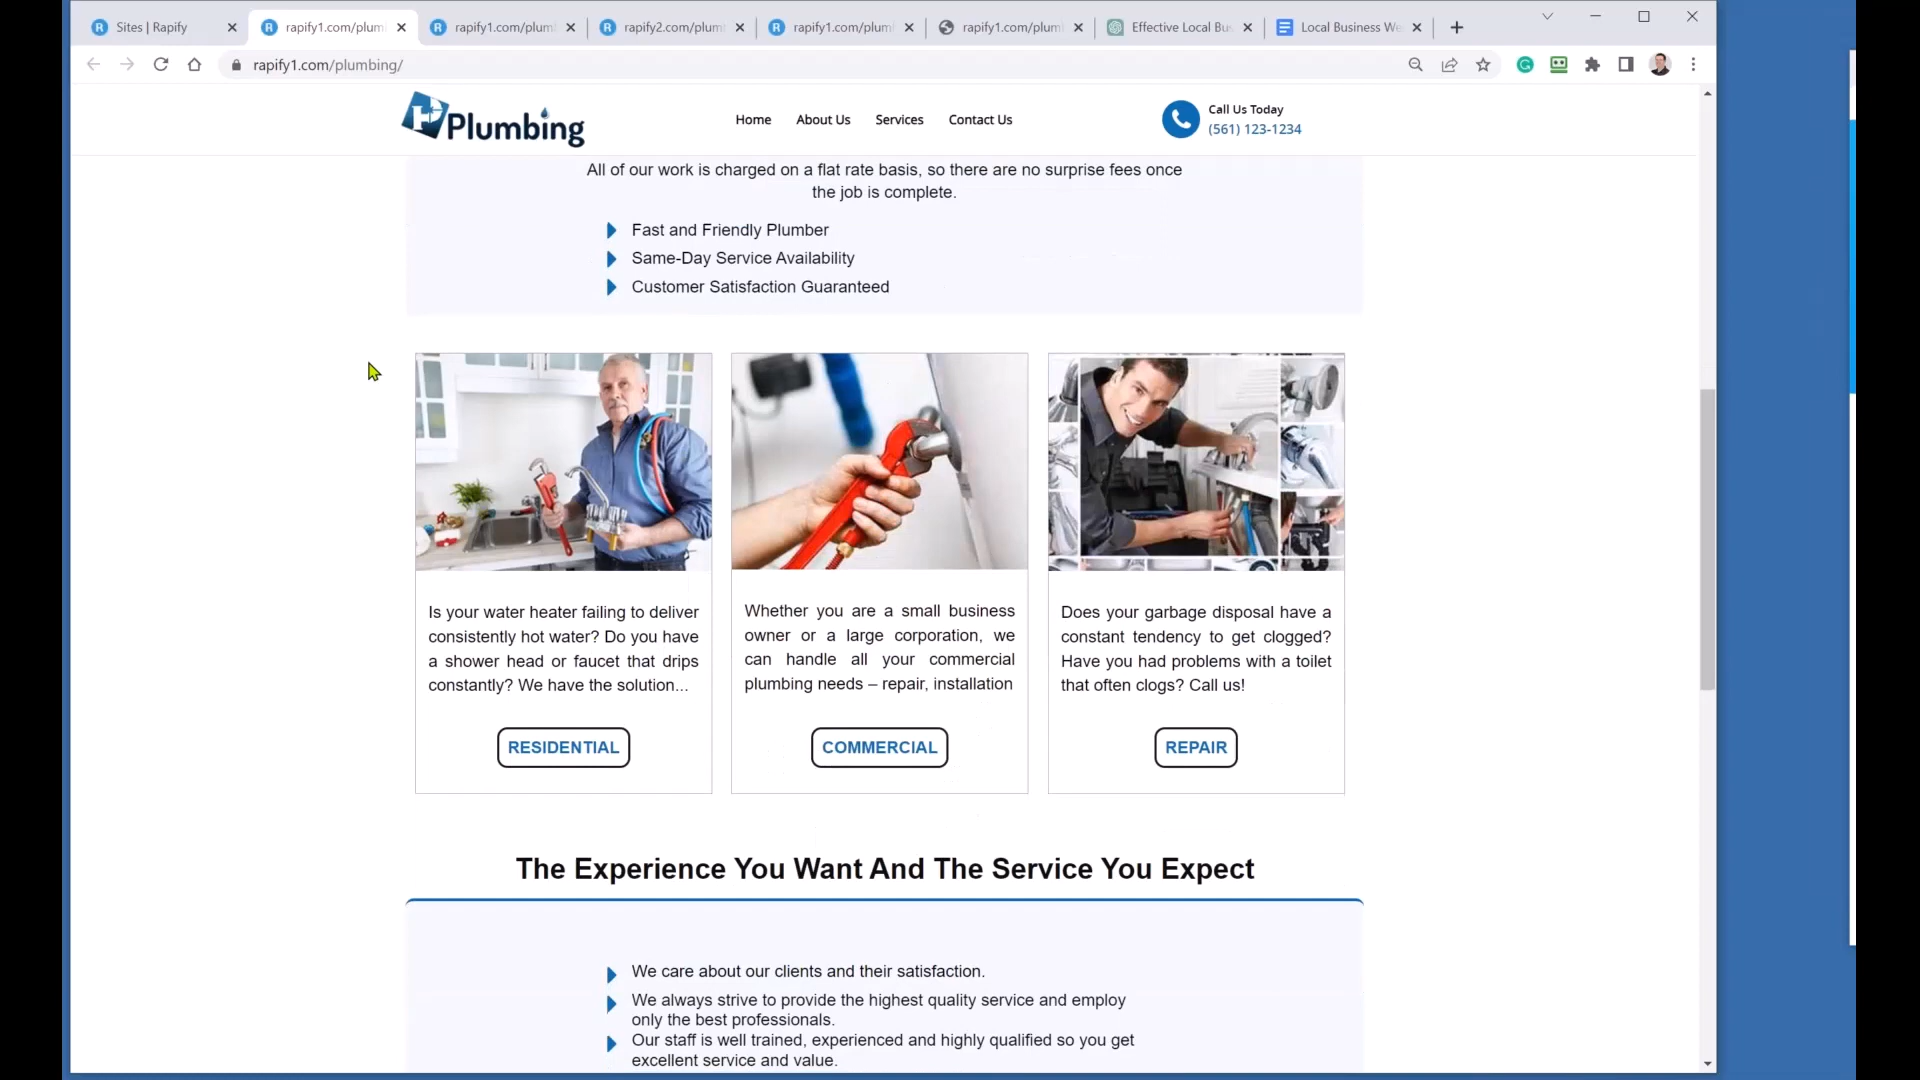 Sites | Rapify
rapify1.com/plum
rapify1.com/plum
rapify2.com/plum
rapify1.com/plum
rapify1.com/plum
Effective Local Bus
Local Business We
rapify1.com/plumbing/
Plumbing
Home
About Us
Services
Contact Us
Call Us Today
(561) 123-1234
All of our work is charged on a flat rate basis, so there are no surprise fees once
the job is complete.
Fast and Friendly Plumber
Same-Day Service Availability
Customer Satisfaction Guaranteed
Is your water heater failing to deliver
consistently hot water? Do you have
a shower head or faucet that drips
constantly? We have the solution...
RESIDENTIAL
Whether you are a small business
owner or a large corporation, we
can handle all your commercial
plumbing needs – repair, installation
COMMERCIAL
Does your garbage disposal have a
constant tendency to get clogged?
Have you had problems with a toilet
that often clogs? Call us!
REPAIR
The Experience You Want And The Service You Expect
We care about our clients and their satisfaction.
We always strive to provide the highest quality service and employ
only the best professionals.
Our staff is well trained, experienced and highly qualified so you get
excellent service and value.